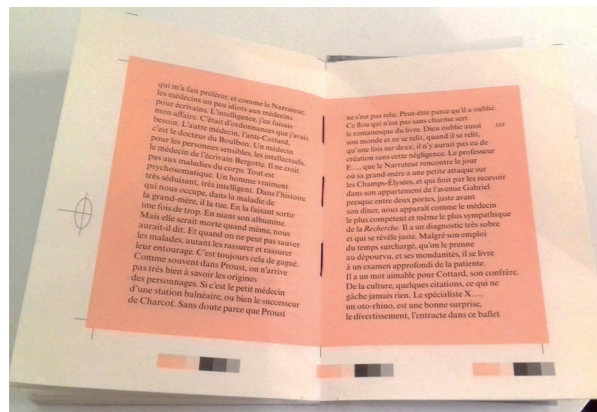 qui m'a fait préférer, et comme le Narrateur,
les médecins un peu idiots aux médecins
pour écrivains. L'intelligence, j'en faisais
mon affaire. C'était d'ordonnances que j'avais
besoin. L'autre médecin, l'anti-Cottard,
c'est le docteur du Boulbon. Un médecin
pour les personnes sensibles, les intellectuels,
le médecin de l'écrivain Bergotte. Il ne croit
pas aux maladies du corps. Tout est
psychosomatique. Un homme vraiment
très séduisant, très intelligent. Dans l'histoire
qui nous occupe, dans la maladie de
la grand-mère, il la tue. En la faisant sortir
une fois de trop. En niant son albumine.
Mais elle serait morte quand même, nous
aurait-il dit. Et quand on ne peut pas sauver
les malades, autant les rassurer et rassurer
leur entourage. C'est toujours cela de gagné.
Comme souvent dans Proust, on n'arrive
pas très bien à savoir les origines
des personnages. Si c'est le petit médecin
d'une station balnéaire, ou bien le successeur
de Charcot. Sans doute parce que Proust
ne s'est pas relu. Peut-être parce qu'il a oublié.
Ce flou qui n'est pas sans charme sert
le romanesque du livre. Dieu oublie aussi
121
son monde et ne se relit, quand il se relit,
qu'une fois sur deux; il n'y aurait pas eu de
création sans cette négligence. Le professeur
E…, que le Narrateur rencontre le jour
où sa grand-mère a une petite attaque sur
les Champs-Élysées, et qui finit par les recevoir
dans son appartement de l'avenue Gabriel
presque entre deux portes, juste avant
son dîner, nous apparaît comme le médecin
le plus compétent et même le plus sympathique
de la Recherche. Il a un diagnostic très sobre
et qui se révèle juste. Malgré son emploi
du temps surchargé, qu'on le prenne
au dépourvu, et ses mondanités, il se livre
à un examen approfondi de la patiente.
Il a un mot aimable pour Cottard, son confrère.
De la culture, quelques citations, ce qui ne
gâche jamais rien. Le spécialiste X…,
un oto-rhino, est une bonne surprise,
le divertissement, l'entracte dans ce ballet